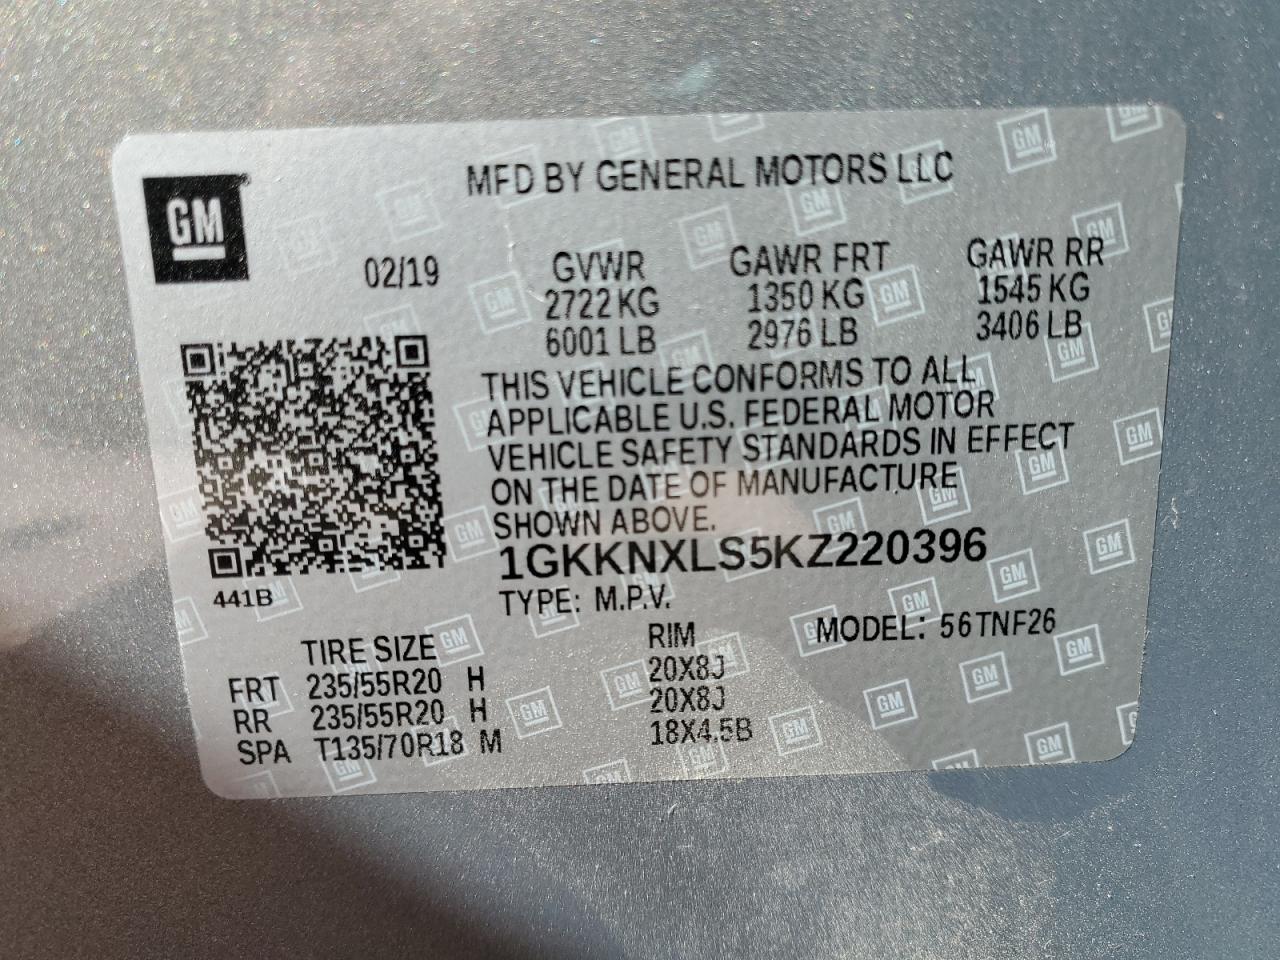 MFD BY GENERAL MOTORS LLC
GM
02/19 GVWR GAWR FRT GAWR RR
2722 KG 1350 KG 1545 KG
6001 LB 2976 LB 3406 LB
THIS VEHICLE CONFORMS TO ALL
APPLICABLE U.S. FEDERAL MOTOR
VEHICLE SAFETY STANDARDS IN EFFECT
ON THE DATE OF MANUFACTURE
SHOWN ABOVE.
1GKKNXLS5KZ220396
441B
TYPE: M.P.V. MODEL: 56TNF26
TIRE SIZE RIM
FRT 235/55R20 H 20X8J
RR 235/55R20 H 20X8J
SPA T135/70R18 M 18X4.5B